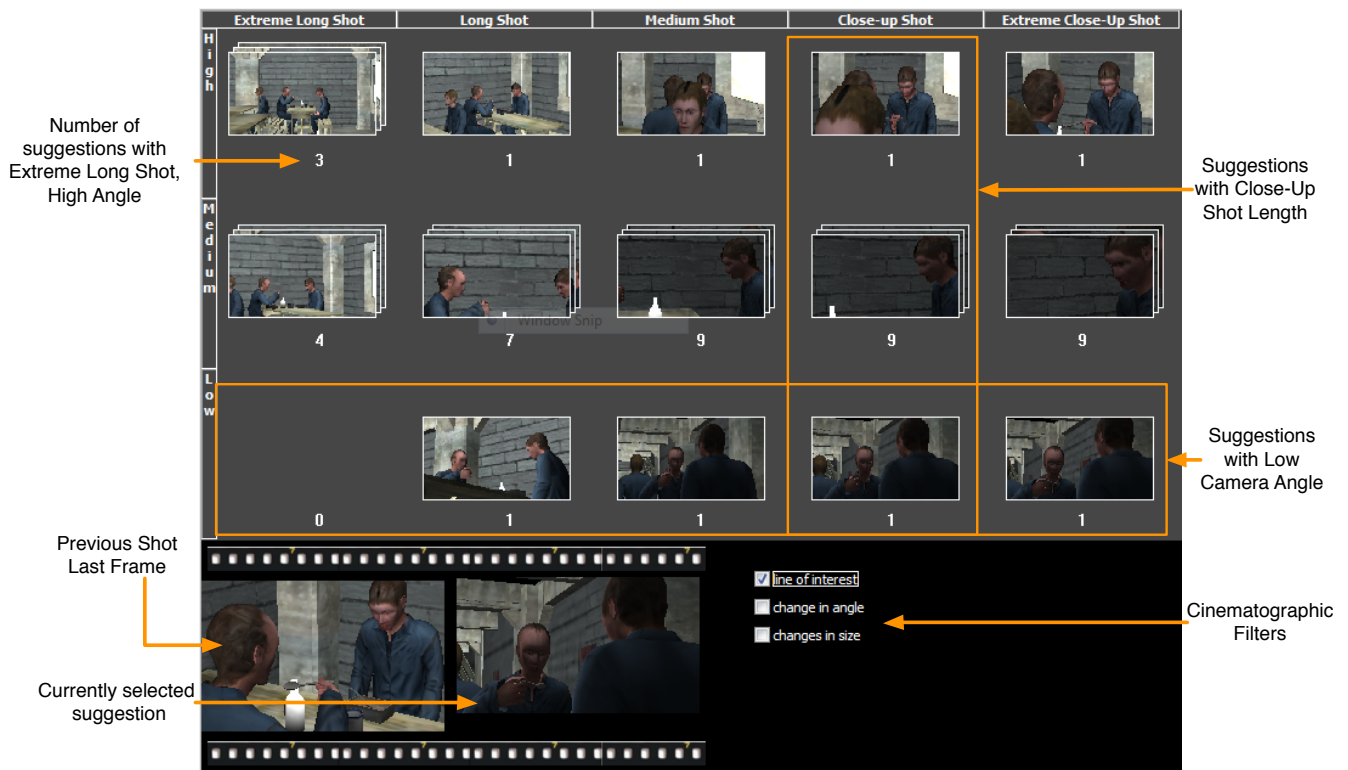 Extreme Long Shot
Long Shot
Medium Shot
Close-up Shot
Extreme Close-Up Shot
High
3
1
1
1
1
Medium
4
7
9
9
9
Window Snip
Low
0
1
1
1
1
Number of
suggestions with
Extreme Long Shot,
High Angle
Suggestions
with Close-Up
Shot Length
Suggestions
with Low
Camera Angle
Previous Shot
Last Frame
Currently selected
suggestion
line of interest
change in angle
changes in size
Cinematographic
Filters